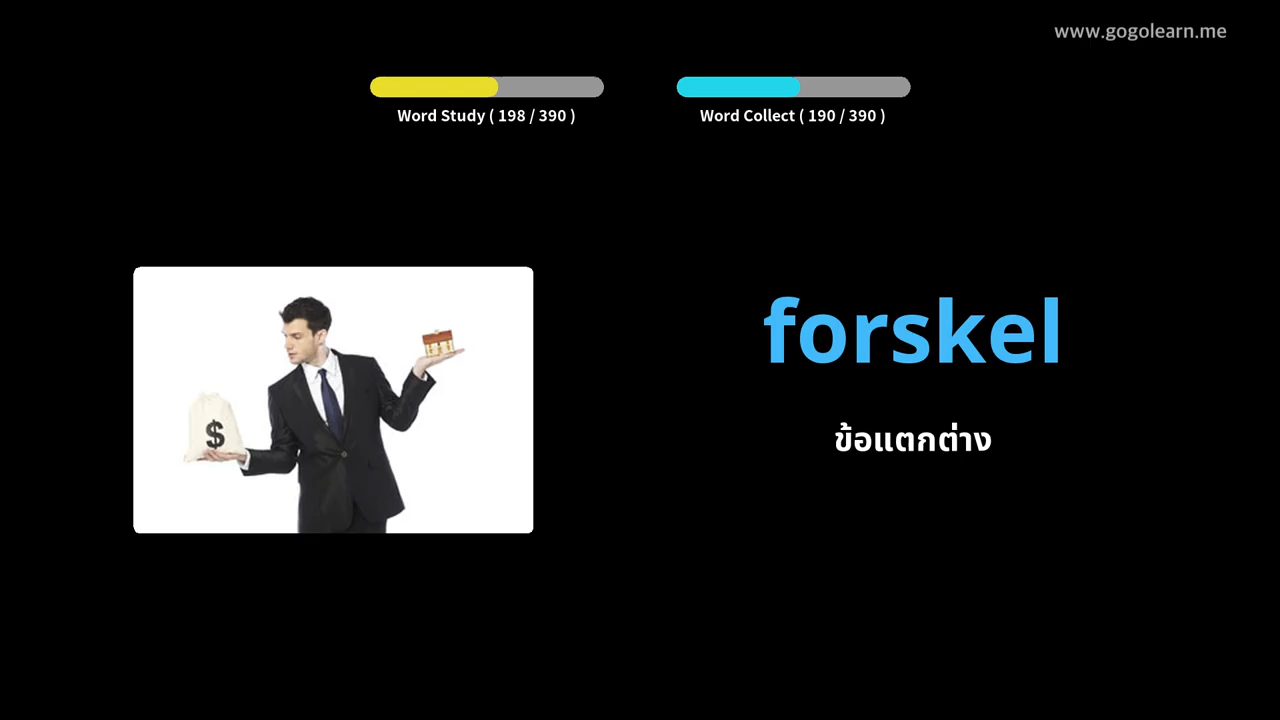 www.gogolearn.me
Word Study ( 198 / 390 )
Word Collect ( 190 / 390 )
forskel
ข้อแตกต่าง
$